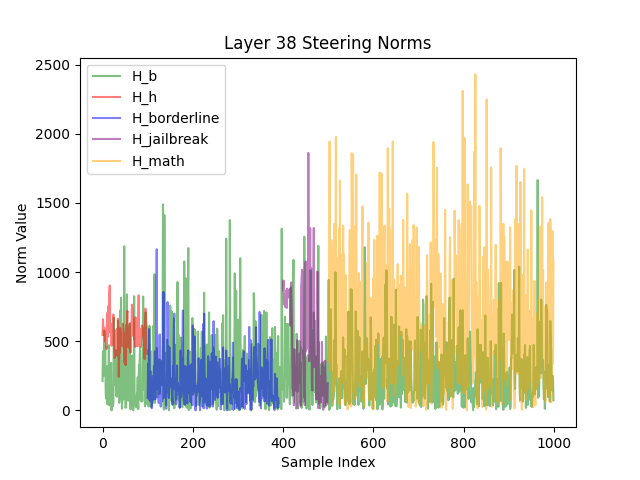 Layer 38 Steering Norms
H_b
H_h
H_borderline
H_jailbreak
H_math
Norm Value
2500
2000
1500
1000
500
0
0
200
400
600
800
1000
Sample Index